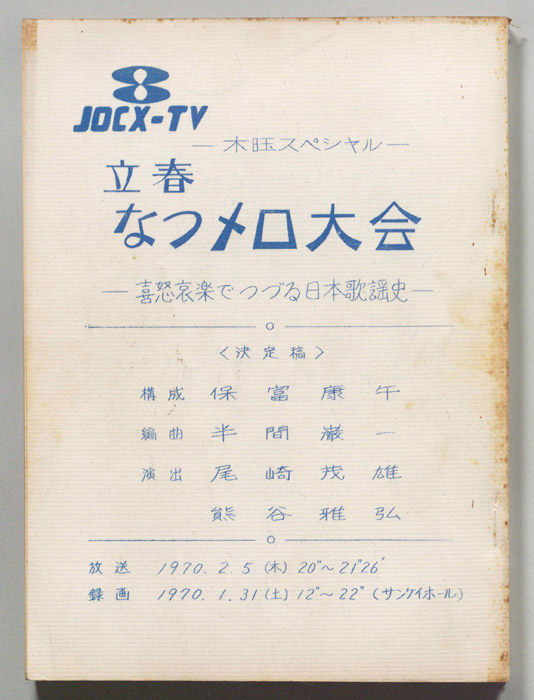 8
JOCX-TV
—木曜スペシャル—
立春
なつメロ大会
—喜怒哀楽でつづる日本歌謡史—
〈決定稿〉
構成 保富康午
編曲 半間巌一
演出 尾崎茂雄
熊谷雅弘
放送 1970.2.5(木) 20°~21°26′
録画 1970.1.31(土) 12°~22°(サンケイホール)